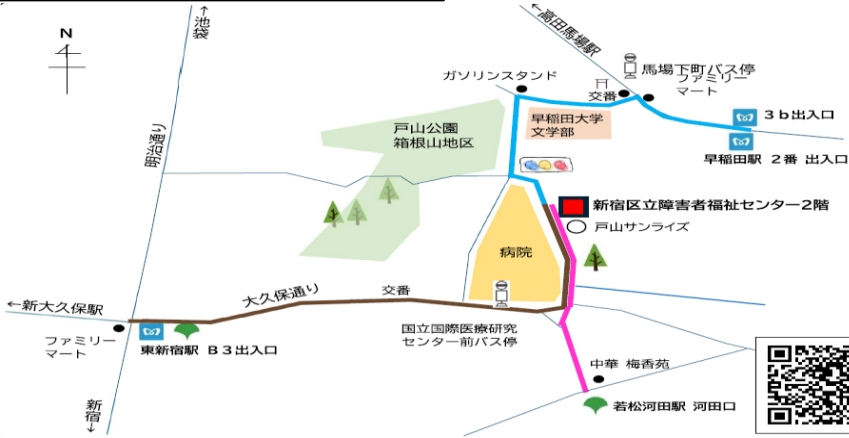 ↑池袋
←高田馬場駅
N
馬場下町バス停
ガソリンスタンド
ファミリー
マート
交番
3b出入口
早稲田大学
文学部
戸山公園
箱根山地区
明治通り
早稲田駅 2番 出入口
新宿区立障害者福祉センター2階
戸山サンライズ
病院
大久保通り
交番
←新大久保駅
国立国際医療研究
センター前バス停
ファミリー
マート
東新宿駅 B3出入口
中華 梅香苑
新宿↓
若松河田駅 河田口